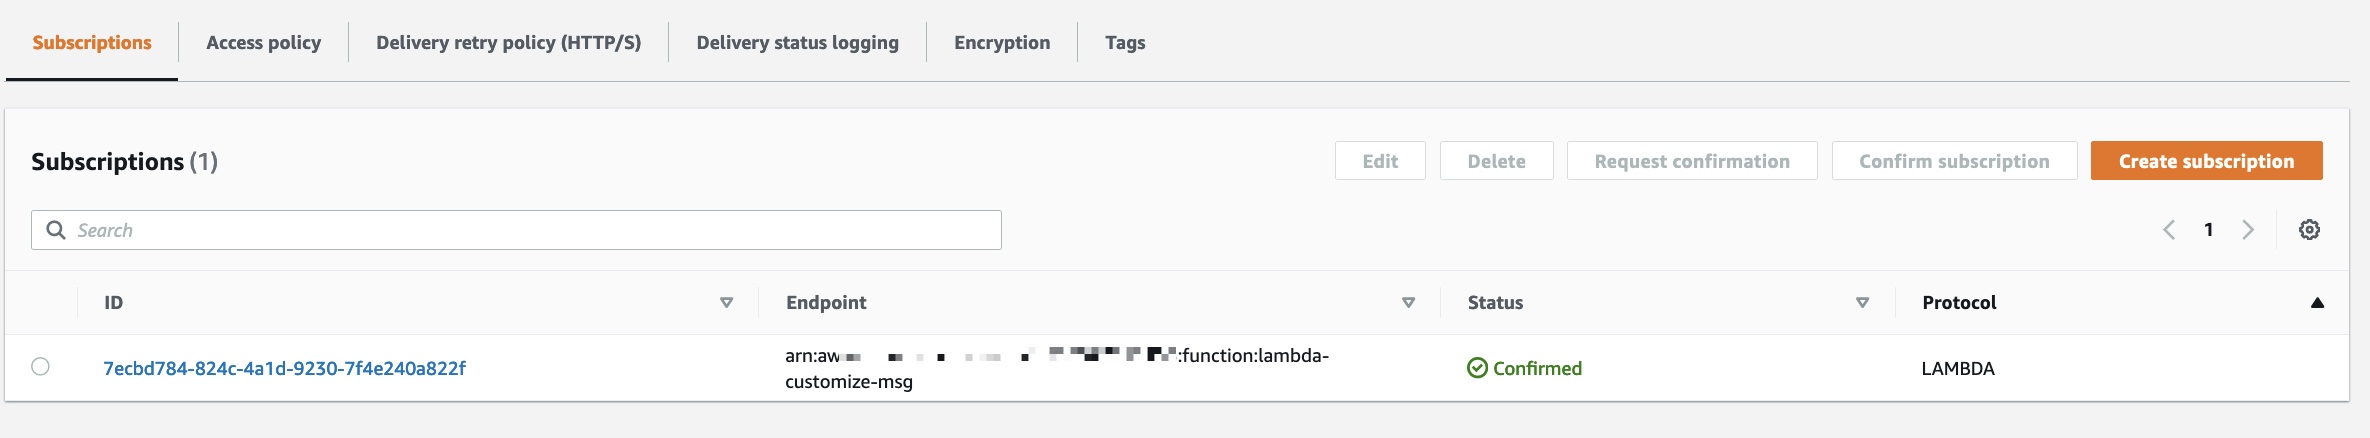 Subscriptions
Access policy
Delivery retry policy (HTTP/S)
Delivery status logging
Encryption
Tags
Subscriptions (1)
Edit
Delete
Request confirmation
Confirm subscription
Create subscription
Search
1
ID
Endpoint
Status
Protocol
7ecbd784-824c-4a1d-9230-7f4e240a822f
arn:aw :function:lambda-
customize-msg
Confirmed
LAMBDA